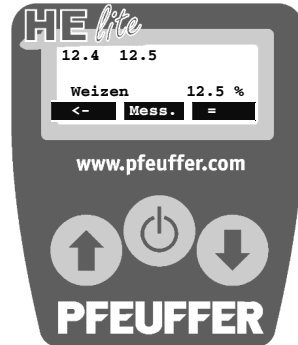 HE lite
12.4 12.5
Weizen 12.5 %
<- Mess. =
www.pfeuffer.com
PFEUFFER